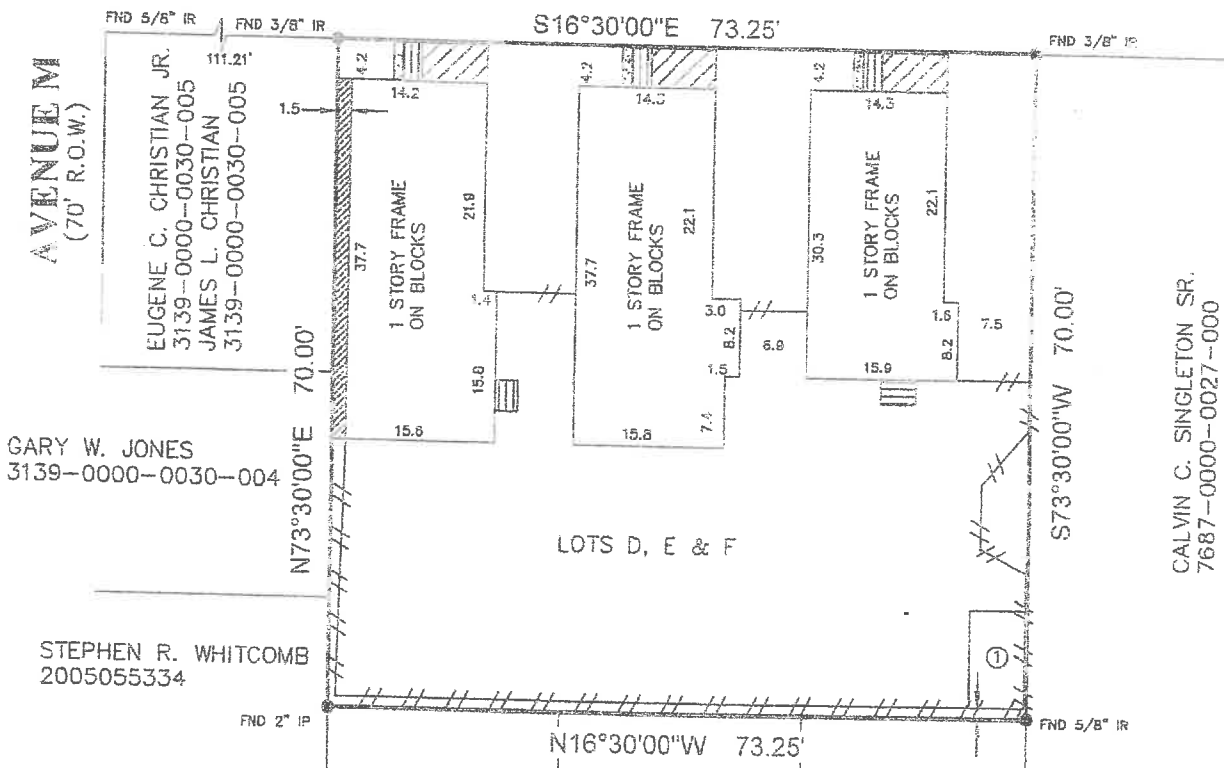 FND 5/8" IR
FND 3/8" IR
S16°30'00"E 73.25'
FND 3/8" IR
111.21'
AVENUE M
(70' R.O.W.)
EUGENE C. CHRISTIAN JR.
3139-0000-0030-005
JAMES L. CHRISTIAN
3139-0000-0030-005
1.5
4.2
14.2
37.7
1 STORY FRAME
ON BLOCKS
21.9
1.4
15.8
15.6
4.2
14.3
37.7
1 STORY FRAME
ON BLOCKS
22.1
3.0
8.2
1.5
7.4
15.8
6.9
4.2
14.3
30.3
1 STORY FRAME
ON BLOCKS
22.1
1.6
8.2
15.9
7.5
N73°30'00"E 70.00'
S73°30'00"W 70.00'
CALVIN C. SINGLETON SR.
7687-0000-0027-000
GARY W. JONES
3139-0000-0030-004
LOTS D, E & F
STEPHEN R. WHITCOMB
2005055334
1
FND 2" IP
N16°30'00"W 73.25'
FND 5/8" IR